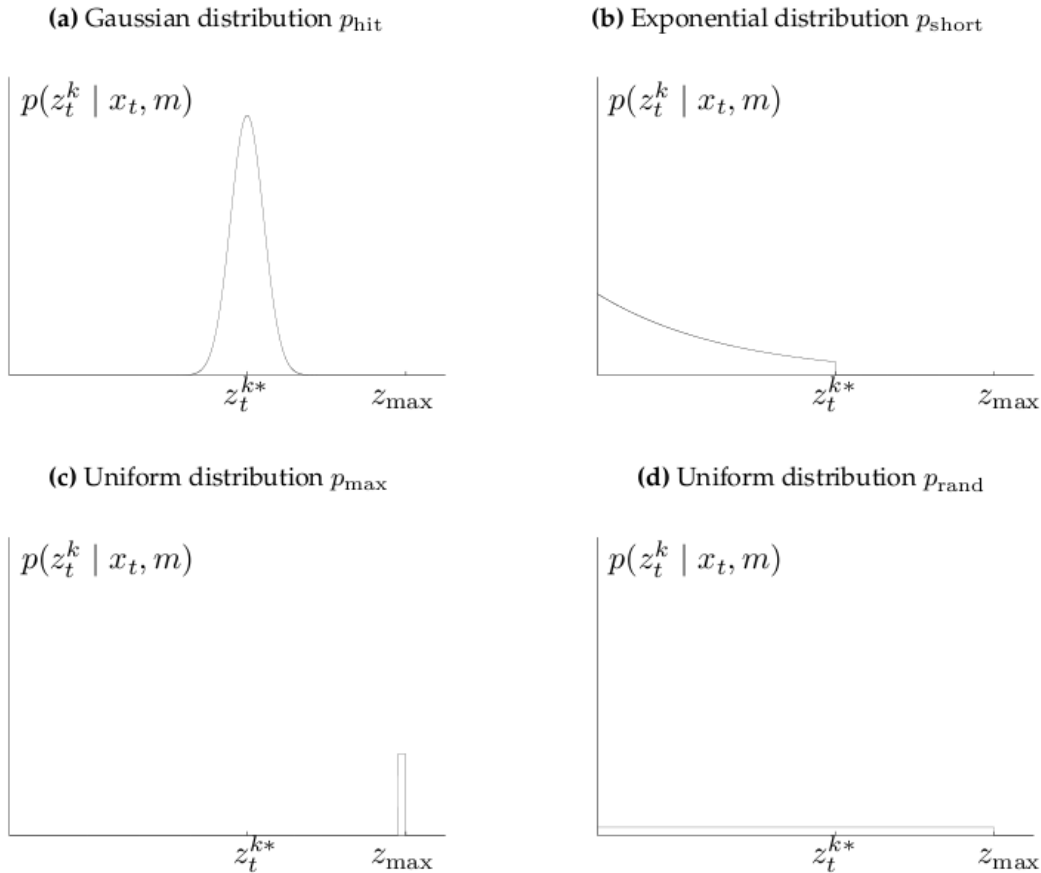 (a) Gaussian distribution p_hit
(b) Exponential distribution p_short
p(z_t^k | x_t, m)
p(z_t^k | x_t, m)
z_t^{k*}
z_max
z_t^{k*}
z_max
(c) Uniform distribution p_max
(d) Uniform distribution p_rand
p(z_t^k | x_t, m)
p(z_t^k | x_t, m)
z_t^{k*}
z_max
z_t^{k*}
z_max